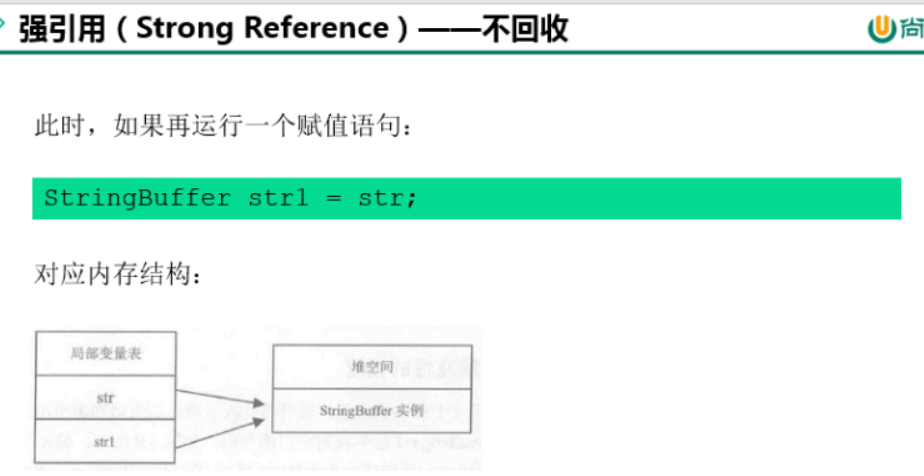 强引用（Strong Reference）——不回收
尚
此时，如果再运行一个赋值语句：
StringBuffer str1 = str;
对应内存结构：
局部变量表
str
str1
堆空间
StringBuffer 实例